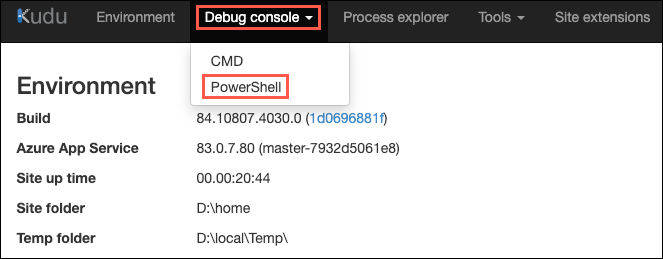 Kudu Environment Debug console Process explorer Tools Site extensions
CMD
PowerShell
Environment
Build 84.10807.4030.0 (1d0696881f)
Azure App Service 83.0.7.80 (master-7932d5061e8)
Site up time 00.00:20:44
Site folder D:\home
Temp folder D:\local\Temp\